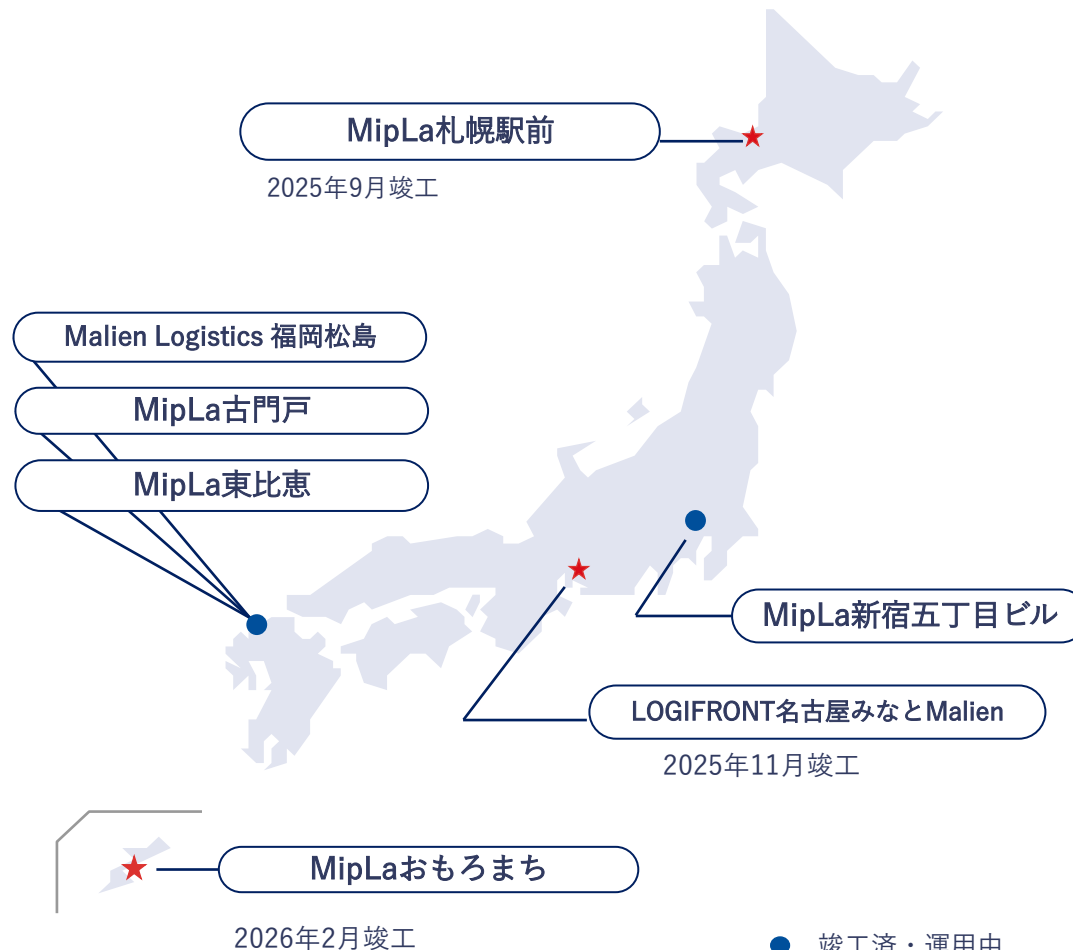 MipLa札幌駅前
2025年9月竣工
Malien Logistics 福岡松島
MipLa古門戸
MipLa東比恵
MipLa新宿五丁目ビル
LOGIFRONT名古屋みなとMalien
2025年11月竣工
MipLaおもろまち
2026年2月竣工
竣工済・運用中